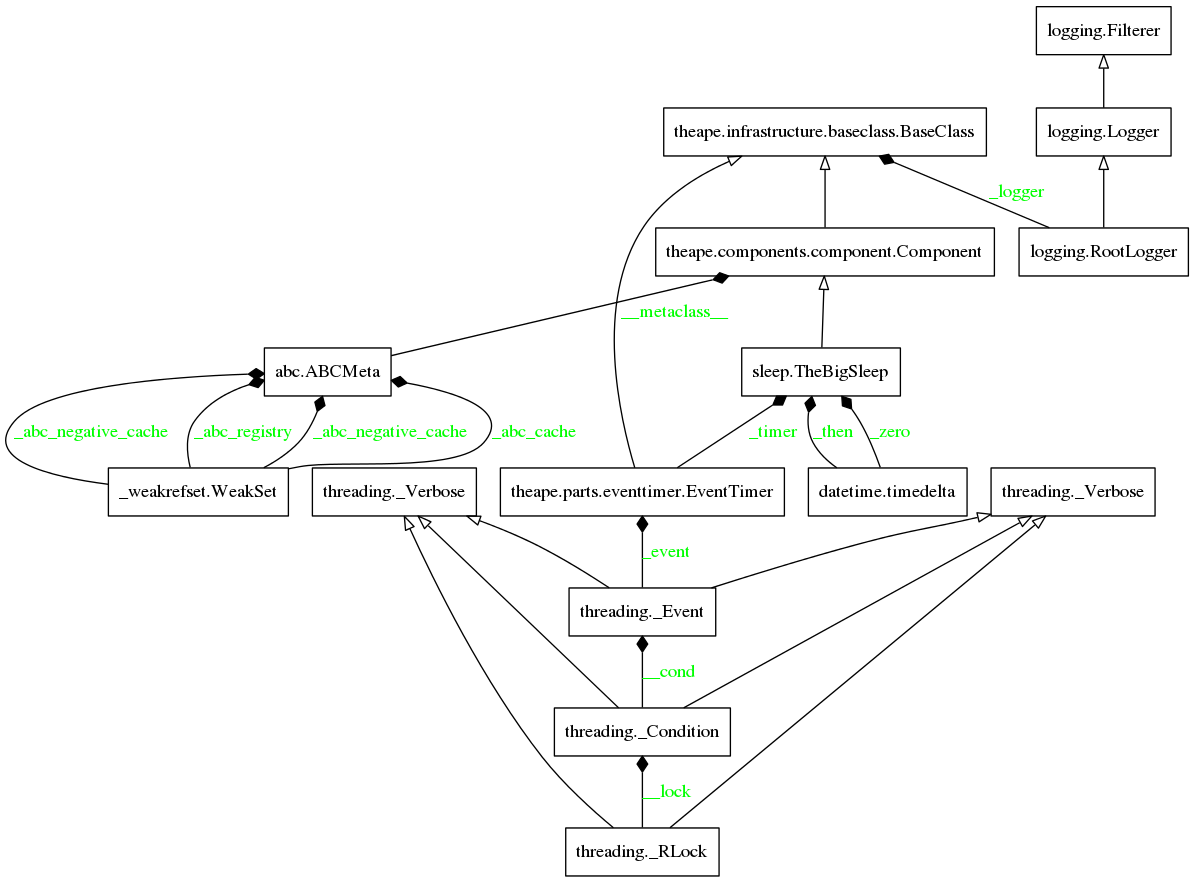 logging.Filterer
theape.infrastructure.baseclass.BaseClass
logging.Logger
_logger
theape.components.component.Component
logging.RootLogger
__metaclass__
abc.ABCMeta
sleep.TheBigSleep
_abc_negative_cache
_abc_registry
_abc_negative_cache
_abc_cache
_timer
_then
_zero
_weakrefset.WeakSet
threading._Verbose
theape.parts.eventtimer.EventTimer
datetime.timedelta
threading._Verbose
_event
threading._Event
__cond
threading._Condition
__lock
threading._RLock